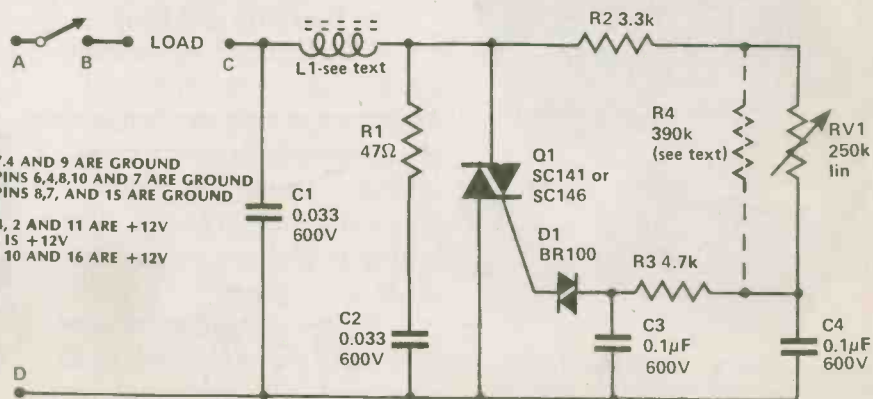 R2 3.3k
A
B
LOAD
C
L1-see text
R4
390k
(see text)
RV1
250k
lin
R1
47Ω
Q1
SC141 or
SC146
7.4 AND 9 ARE GROUND
PINS 6,4,8,10 AND 7 ARE GROUND
PINS 8,7, AND 15 ARE GROUND
, 2 AND 11 ARE +12V
IS +12V
10 AND 16 ARE +12V
C1
0.033
600V
D1
BR100
R3 4.7k
C2
0.033
600V
C3
0.1µF
600V
C4
0.1µF
600V
D